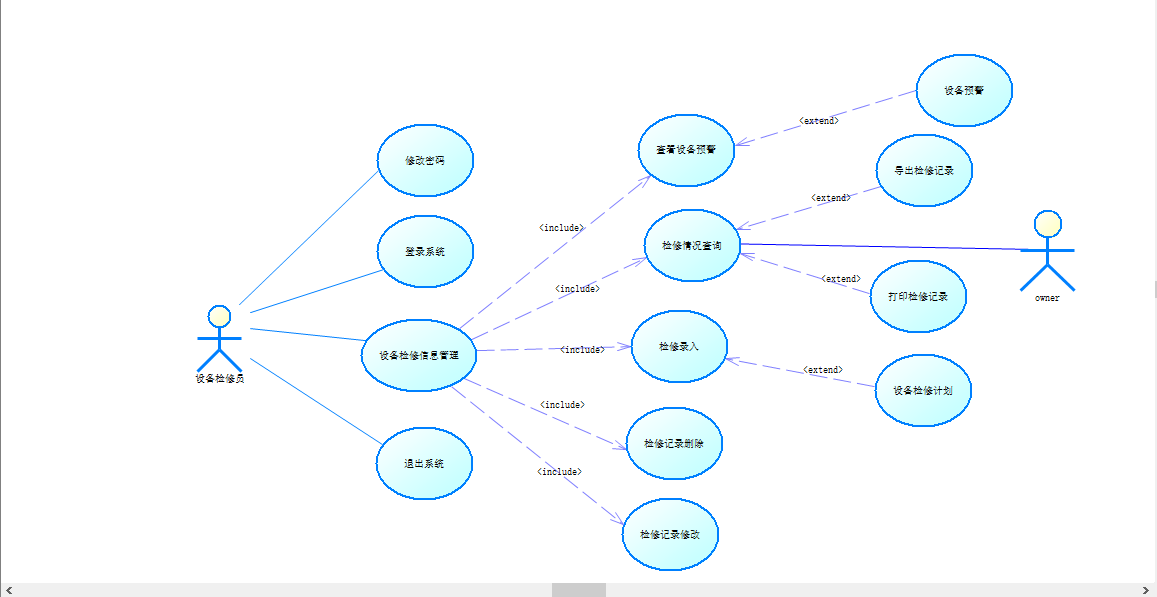 设备预警
<extend>
查看设备预警
修改密码
导出检修记录
<extend>
<include>
检修情况查询
登录系统
<extend>
<include>
打印检修记录
owner
检修录入
<include>
设备检修信息管理
<extend>
设备检修员
设备检修计划
<include>
检修记录删除
退出系统
<include>
检修记录修改